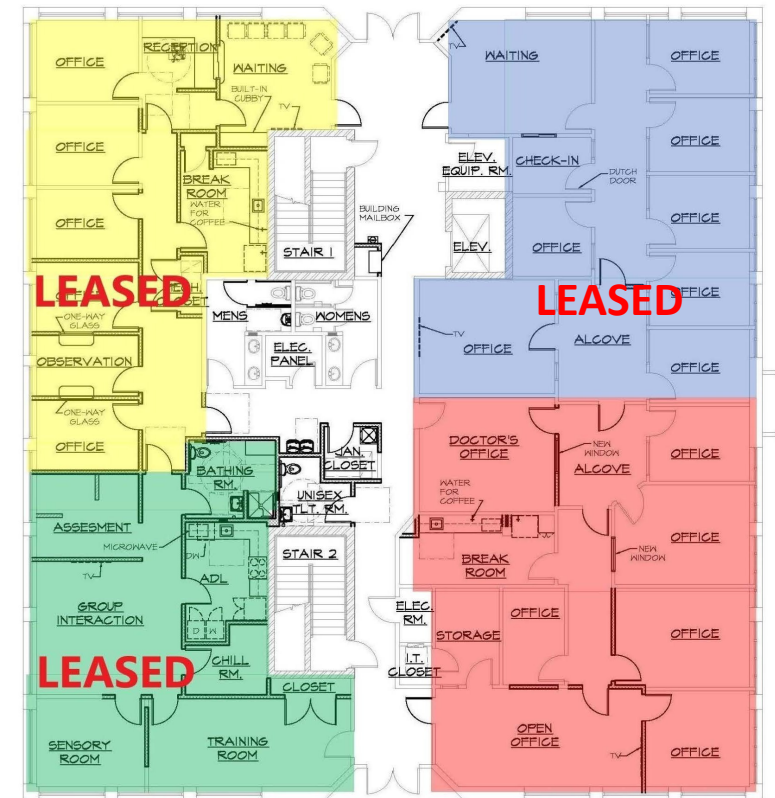 OFFICE
RECEPTION
WAITING
BUILT-IN
CUBBY
TV
OFFICE
BREAK
ROOM
WATER
FOR
COFFEE
OFFICE
STAIR 1
BUILDING
MAILBOX
ELEV.
EQUIP. RM.
ELEV.
TV
WAITING
OFFICE
CHECK-IN
DUTCH
DOOR
OFFICE
OFFICE
OFFICE
LEASED
CLOSET
ONE-WAY
GLASS
OBSERVATION
ONE-WAY
GLASS
OFFICE
MENS
WOMENS
ELEC.
PANEL
LEASED
OFFICE
TV
OFFICE
ALCOVE
OFFICE
JAN.
CLOSET
DOCTOR'S
OFFICE
NEW
WINDOW
ALCOVE
OFFICE
WATER
FOR
COFFEE
BREAK
ROOM
NEW
WINDOW
OFFICE
BATHING
RM.
UNISEX
TLT. RM.
ASSESMENT
MICROWAVE
DW
STAIR 2
TV
ADL
GROUP
INTERACTION
D W
ELEC.
RM.
STORAGE
OFFICE
OFFICE
LEASED
CHILL
RM.
I.T.
CLOSET
CLOSET
SENSORY
ROOM
TRAINING
ROOM
OPEN
OFFICE
TV
OFFICE